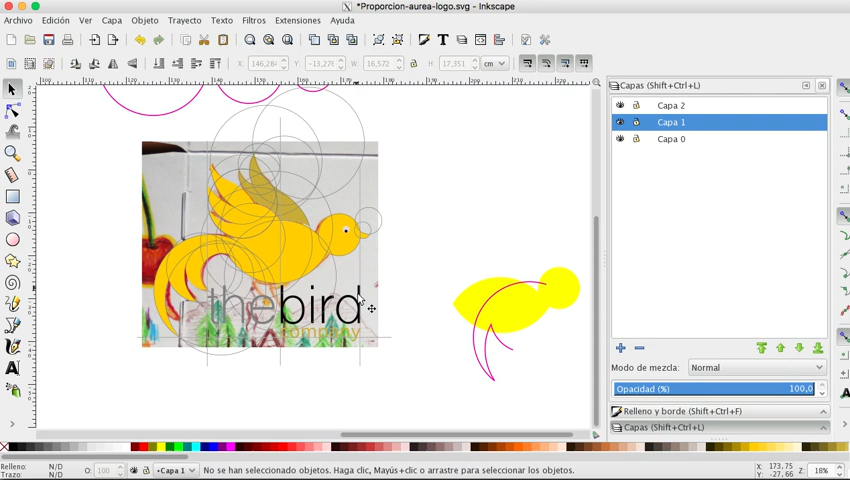 *Proporcion-aurea-logo.svg - Inkscape
Archivo Edición Ver Capa Objeto Trayecto Texto Filtros Extensiones Ayuda
X: 146,284 Y: -13,276 W: 16,572 H: 17,351 cm
Capas (Shift+Ctrl+L)
Capa 2
Capa 1
Capa 0
thebird
company
Modo de mezcla: Normal
Opacidad (%) 100,0
Relleno y borde (Shift+Ctrl+F)
Capas (Shift+Ctrl+L)
Relleno: N/D
Trazo: N/D
O: 100
•Capa 1
No se han seleccionado objetos. Haga clic, Mayús+clic o arrastre para seleccionar los objetos.
X: 173,75
Y: -27,66
Z: 18%